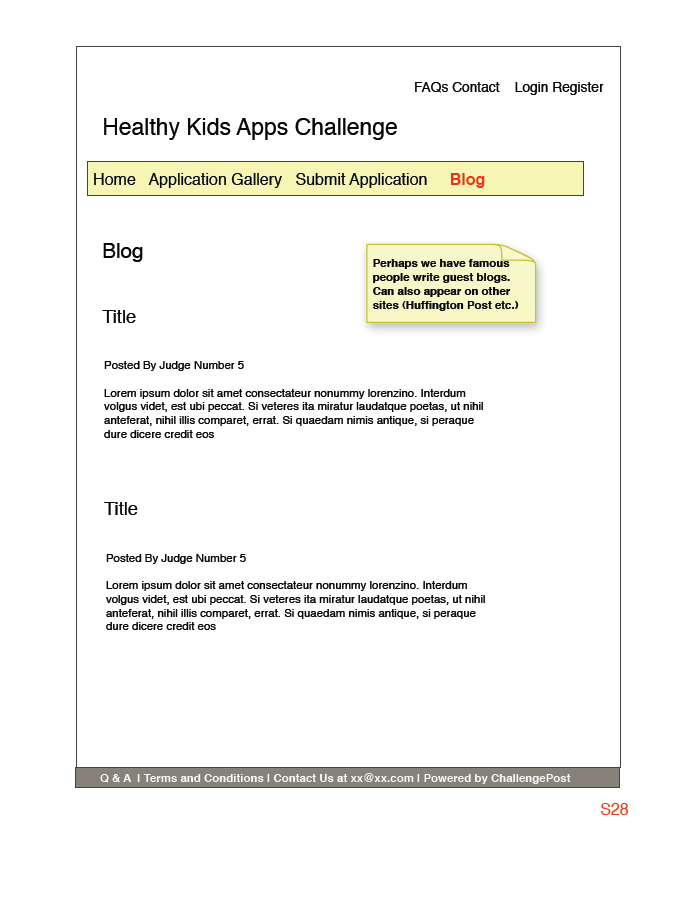 FAQs Contact Login Register
Healthy Kids Apps Challenge
Home Application Gallery Submit Application Blog
Blog
Perhaps we have famous
people write guest blogs.
Can also appear on other
sites (Huffington Post etc.)
Title
Posted By Judge Number 5
Lorem ipsum dolor sit amet consectateur nonummy lorenzino. Interdum
volgus videt, est ubi peccat. Si veteres ita miratur laudatque poetas, ut nihil
anteferat, nihil illis comparet, errat. Si quaedam nimis antique, si peraque
dure dicere credit eos
Title
Posted By Judge Number 5
Lorem ipsum dolor sit amet consectateur nonummy lorenzino. Interdum
volgus videt, est ubi peccat. Si veteres ita miratur laudatque poetas, ut nihil
anteferat, nihil illis comparet, errat. Si quaedam nimis antique, si peraque
dure dicere credit eos
Q & A | Terms and Conditions | Contact Us at xx@xx.com | Powered by ChallengePost
S28